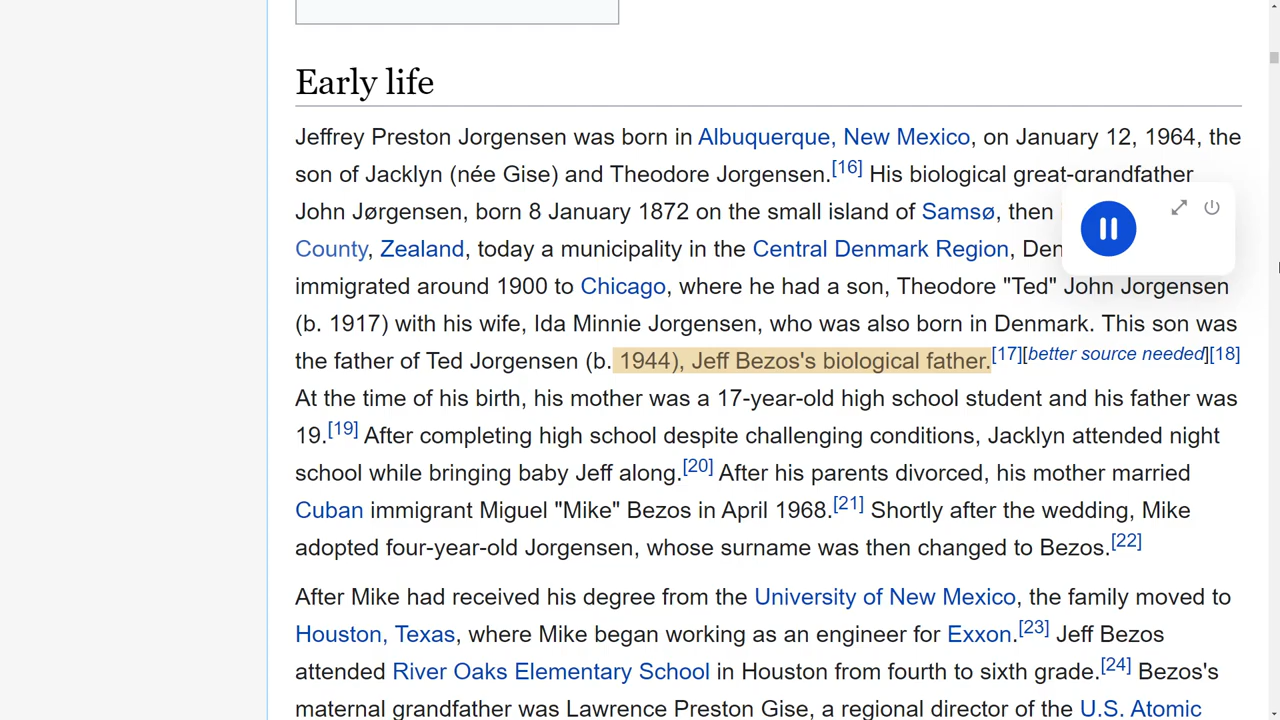 Early life
Jeffrey Preston Jorgensen was born in Albuquerque, New Mexico, on January 12, 1964, the
son of Jacklyn (née Gise) and Theodore Jorgensen.[16] His biological great-grandfather
John Jørgensen, born 8 January 1872 on the small island of Samsø, then
County, Zealand, today a municipality in the Central Denmark Region,
immigrated around 1900 to Chicago, where he had a son, Theodore "Ted" John Jorgensen
(b. 1917) with his wife, Ida Minnie Jorgensen, who was also born in Denmark. This son was
the father of Ted Jorgensen (b. 1944), Jeff Bezos's biological father.[17][better source needed][18]
At the time of his birth, his mother was a 17-year-old high school student and his father was
19.[19] After completing high school despite challenging conditions, Jacklyn attended night
school while bringing baby Jeff along.[20] After his parents divorced, his mother married
Cuban immigrant Miguel "Mike" Bezos in April 1968.[21] Shortly after the wedding, Mike
adopted four-year-old Jorgensen, whose surname was then changed to Bezos.[22]
After Mike had received his degree from the University of New Mexico, the family moved to
Houston, Texas, where Mike began working as an engineer for Exxon.[23] Jeff Bezos
attended River Oaks Elementary School in Houston from fourth to sixth grade.[24] Bezos's
maternal grandfather was Lawrence Preston Gise, a regional director of the U.S. Atomic